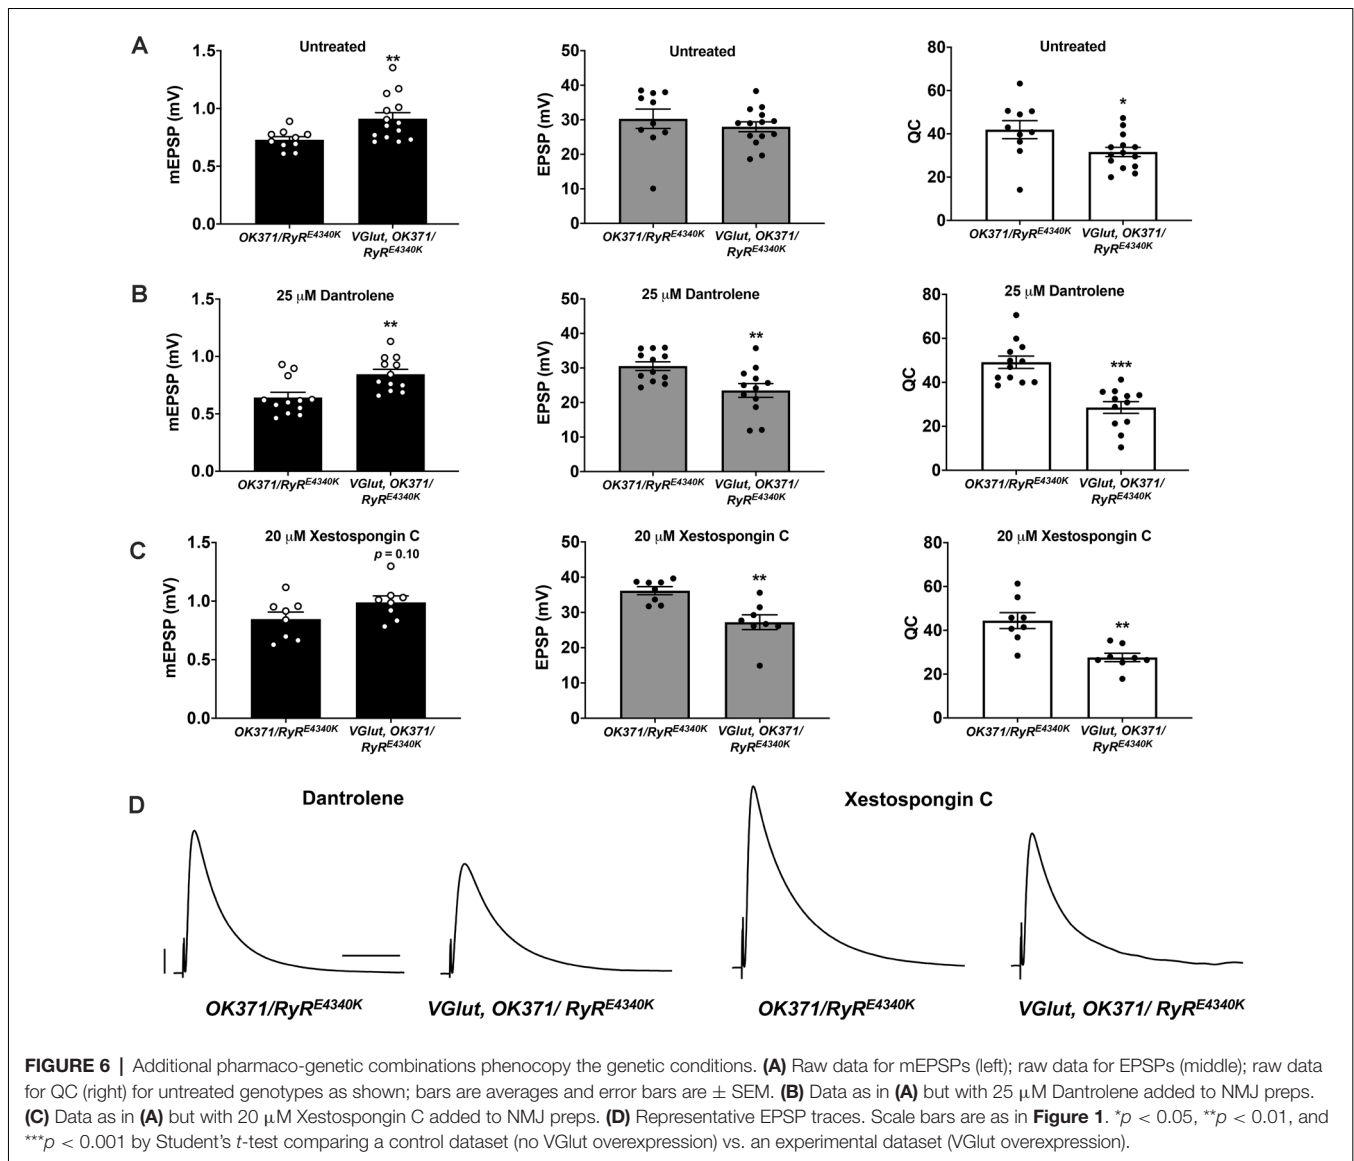 A
Untreated
**
mEPSP (mV)
1.5
1.0
0.5
0.0
OK371/RyR^E4340K
VGlut, OK371/
RyR^E4340K
Untreated
EPSP (mV)
50
40
30
20
10
0
OK371/RyR^E4340K
VGlut, OK371/
RyR^E4340K
Untreated
*
QC
80
60
40
20
0
OK371/RyR^E4340K
VGlut, OK371/
RyR^E4340K
B
25 μM Dantrolene
**
mEPSP (mV)
1.5
1.0
0.5
0.0
OK371/RyR^E4340K
VGlut, OK371/
RyR^E4340K
25 μM Dantrolene
**
EPSP (mV)
50
40
30
20
10
0
OK371/RyR^E4340K
VGlut, OK371/
RyR^E4340K
25 μM Dantrolene
***
QC
80
60
40
20
0
OK371/RyR^E4340K
VGlut, OK371/
RyR^E4340K
C
20 μM Xestospongin C
p = 0.10
mEPSP (mV)
1.5
1.0
0.5
0.0
OK371/RyR^E4340K
VGlut, OK371/
RyR^E4340K
20 μM Xestospongin C
**
EPSP (mV)
50
40
30
20
10
0
OK371/RyR^E4340K
VGlut, OK371/
RyR^E4340K
20 μM Xestospongin C
**
QC
80
60
40
20
0
OK371/RyR^E4340K
VGlut, OK371/
RyR^E4340K
D
Dantrolene
Xestospongin C
OK371/RyR^E4340K
VGlut, OK371/ RyR^E4340K
OK371/RyR^E4340K
VGlut, OK371/ RyR^E4340K
FIGURE 6 | Additional pharmaco-genetic combinations phenocopy the genetic conditions. (A) Raw data for mEPSPs (left); raw data for EPSPs (middle); raw data
for QC (right) for untreated genotypes as shown; bars are averages and error bars are ± SEM. (B) Data as in (A) but with 25 μM Dantrolene added to NMJ preps.
(C) Data as in (A) but with 20 μM Xestospongin C added to NMJ preps. (D) Representative EPSP traces. Scale bars are as in Figure 1. *p < 0.05, **p < 0.01, and
***p < 0.001 by Student's t-test comparing a control dataset (no VGlut overexpression) vs. an experimental dataset (VGlut overexpression).